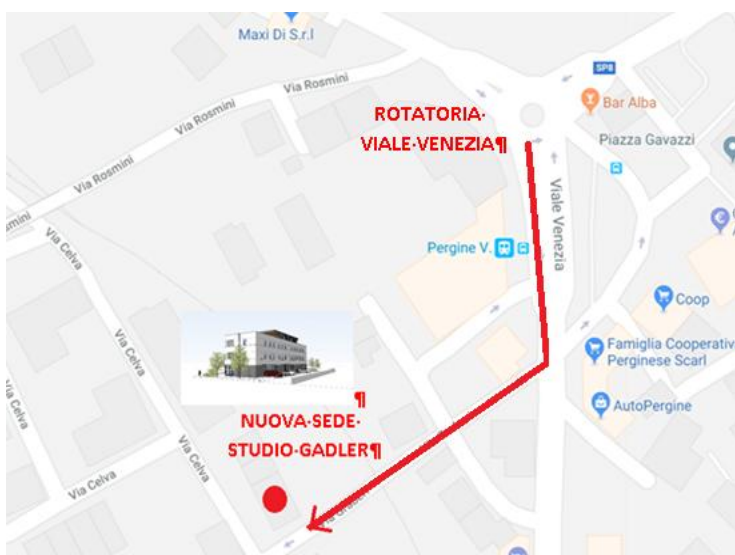 Maxi Di S.r.l
SP8
Via Rosmini
ROTATORIA·
VIALE·VENEZIA¶
Bar Alba
Piazza Gavazzi
Via Rosmini
Via Rosmini
Viale Venezia
Via Celva
Pergine V.
Coop
Famiglia Cooperativ
Perginese Scarl
AutoPergine
Via Celva
¶
NUOVA·SEDE·
STUDIO·GADLER¶
Via Celva
Via Celva
Via Celva